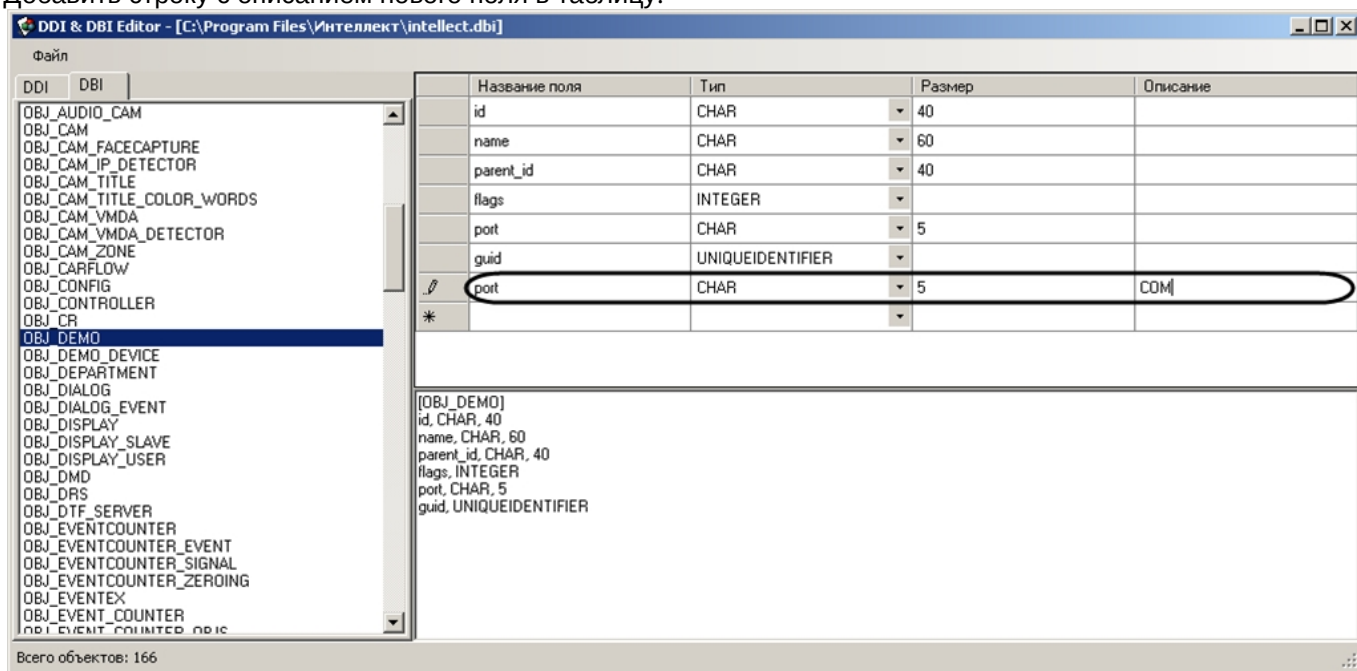 Добавить строку с описанием нового поля в таблицу.
DDI & DBI Editor - [C:\Program Files\Интеллект\intellect.dbi]
Файл
DDI DBI
OBJ_AUDIO_CAM
OBJ_CAM
OBJ_CAM_FACECAPTURE
OBJ_CAM_IP_DETECTOR
OBJ_CAM_TITLE
OBJ_CAM_TITLE_COLOR_WORDS
OBJ_CAM_VMDA
OBJ_CAM_VMDA_DETECTOR
OBJ_CAM_ZONE
OBJ_CARFLOW
OBJ_CONFIG
OBJ_CONTROLLER
OBJ_CR
OBJ_DEMO
OBJ_DEMO_DEVICE
OBJ_DEPARTMENT
OBJ_DIALOG
OBJ_DIALOG_EVENT
OBJ_DISPLAY
OBJ_DISPLAY_SLAVE
OBJ_DISPLAY_USER
OBJ_DMD
OBJ_DRS
OBJ_DTF_SERVER
OBJ_EVENTCOUNTER
OBJ_EVENTCOUNTER_EVENT
OBJ_EVENTCOUNTER_SIGNAL
OBJ_EVENTCOUNTER_ZEROING
OBJ_EVENTEX
OBJ_EVENT_COUNTER
OBJ_EVENT_COUNTER_OBJS
Название поля Тип Размер Описание
id CHAR 40
name CHAR 60
parent_id CHAR 40
flags INTEGER
port CHAR 5
guid UNIQUEIDENTIFIER
port CHAR 5 COM
[OBJ_DEMO]
id, CHAR, 40
name, CHAR, 60
parent_id, CHAR, 40
flags, INTEGER
port, CHAR, 5
guid, UNIQUEIDENTIFIER
Всего объектов: 166